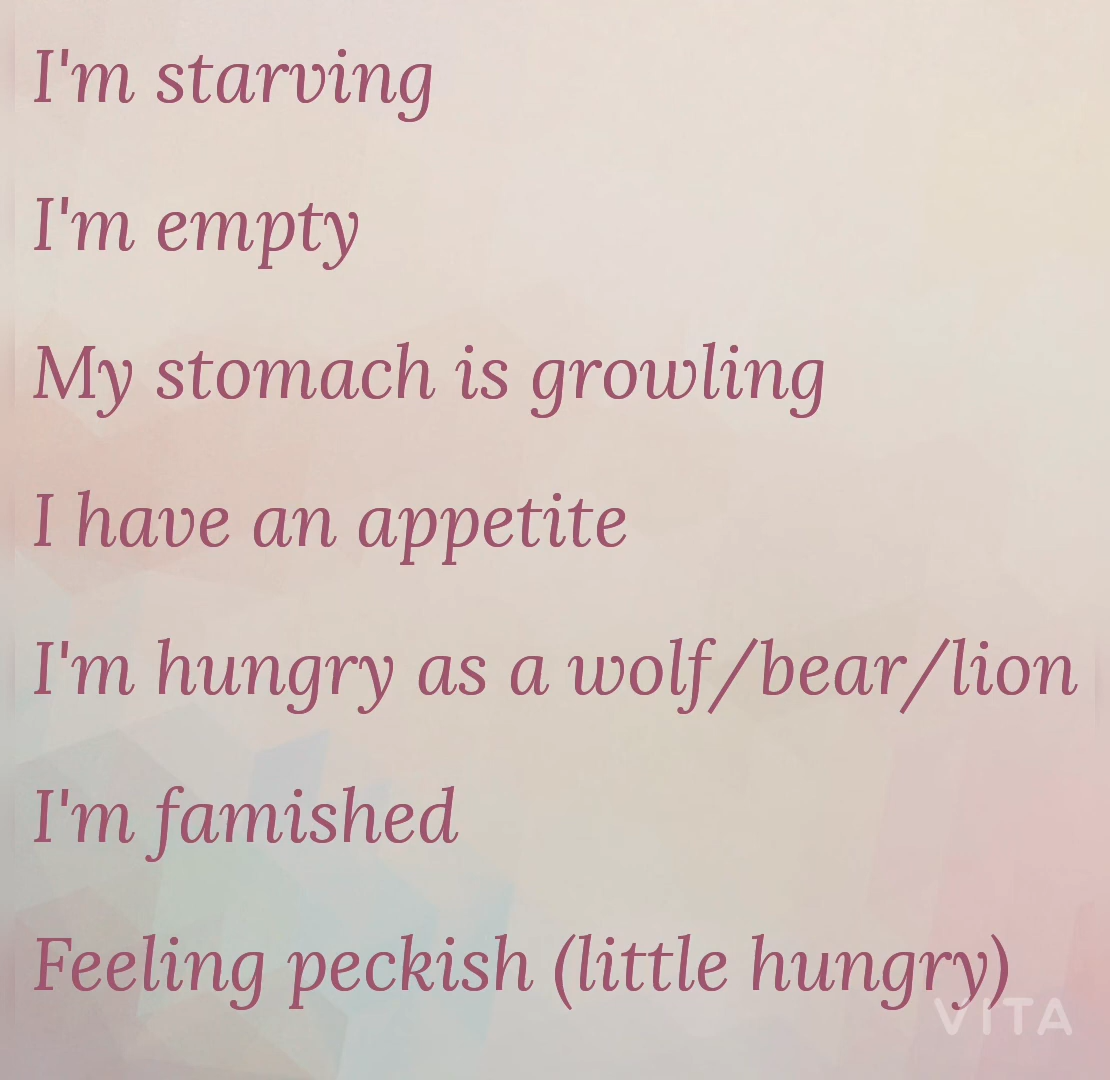 I'm starving
I'm empty
My stomach is growling
I have an appetite
I'm hungry as a wolf/bear/lion
I'm famished
Feeling peckish (little hungry)
VITA